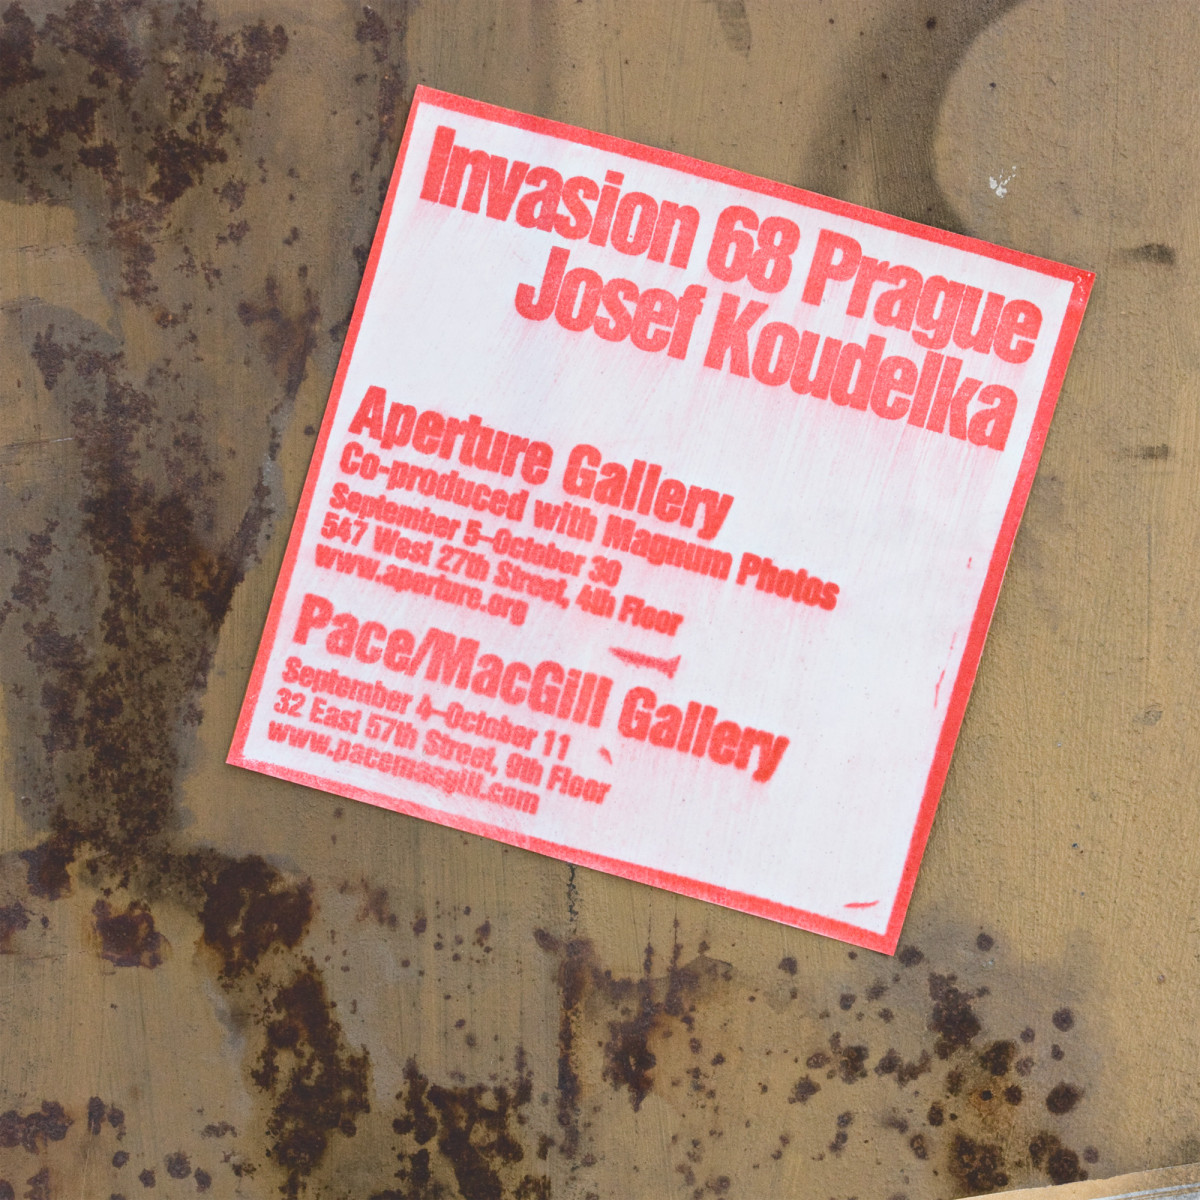 Invasion 68 Prague
Josef Koudelka
Aperture Gallery
Co-produced with Magnum Photos
September 5–October 30
547 West 27th Street, 4th Floor
www.aperture.org
Pace/MacGill Gallery
September 4–October 11
32 East 57th Street, 9th Floor
www.pacemacgill.com